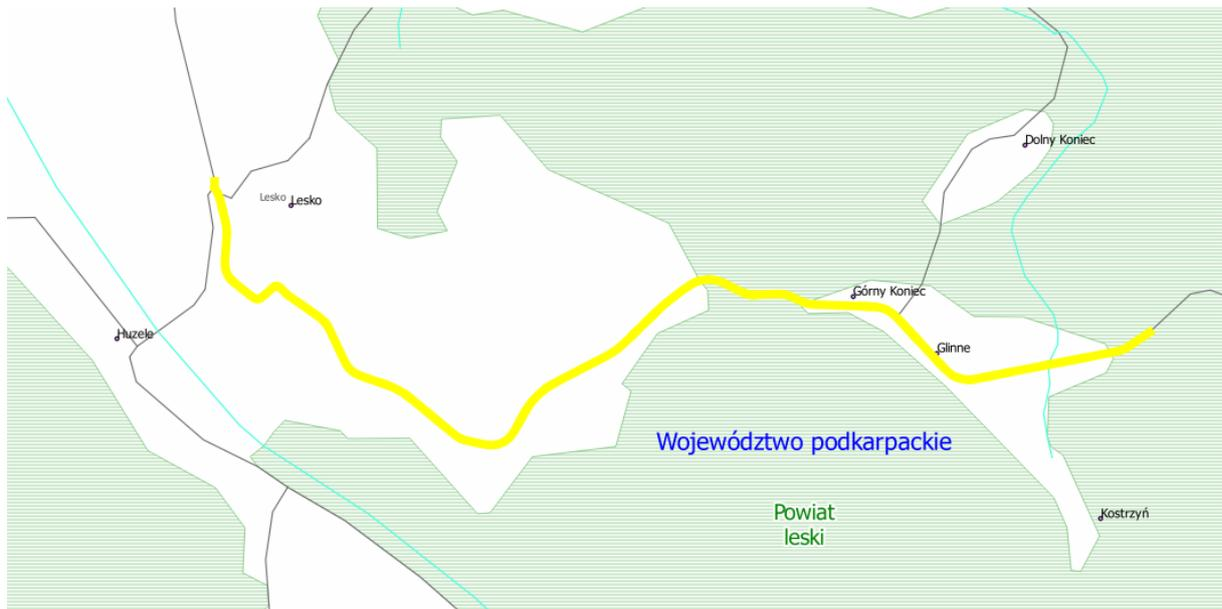 Dolny Koniec
Lesko Lesko
Górny Koniec
Huzele
Glinne
Województwo podkarpackie
Powiat
leski
Kostrzyń